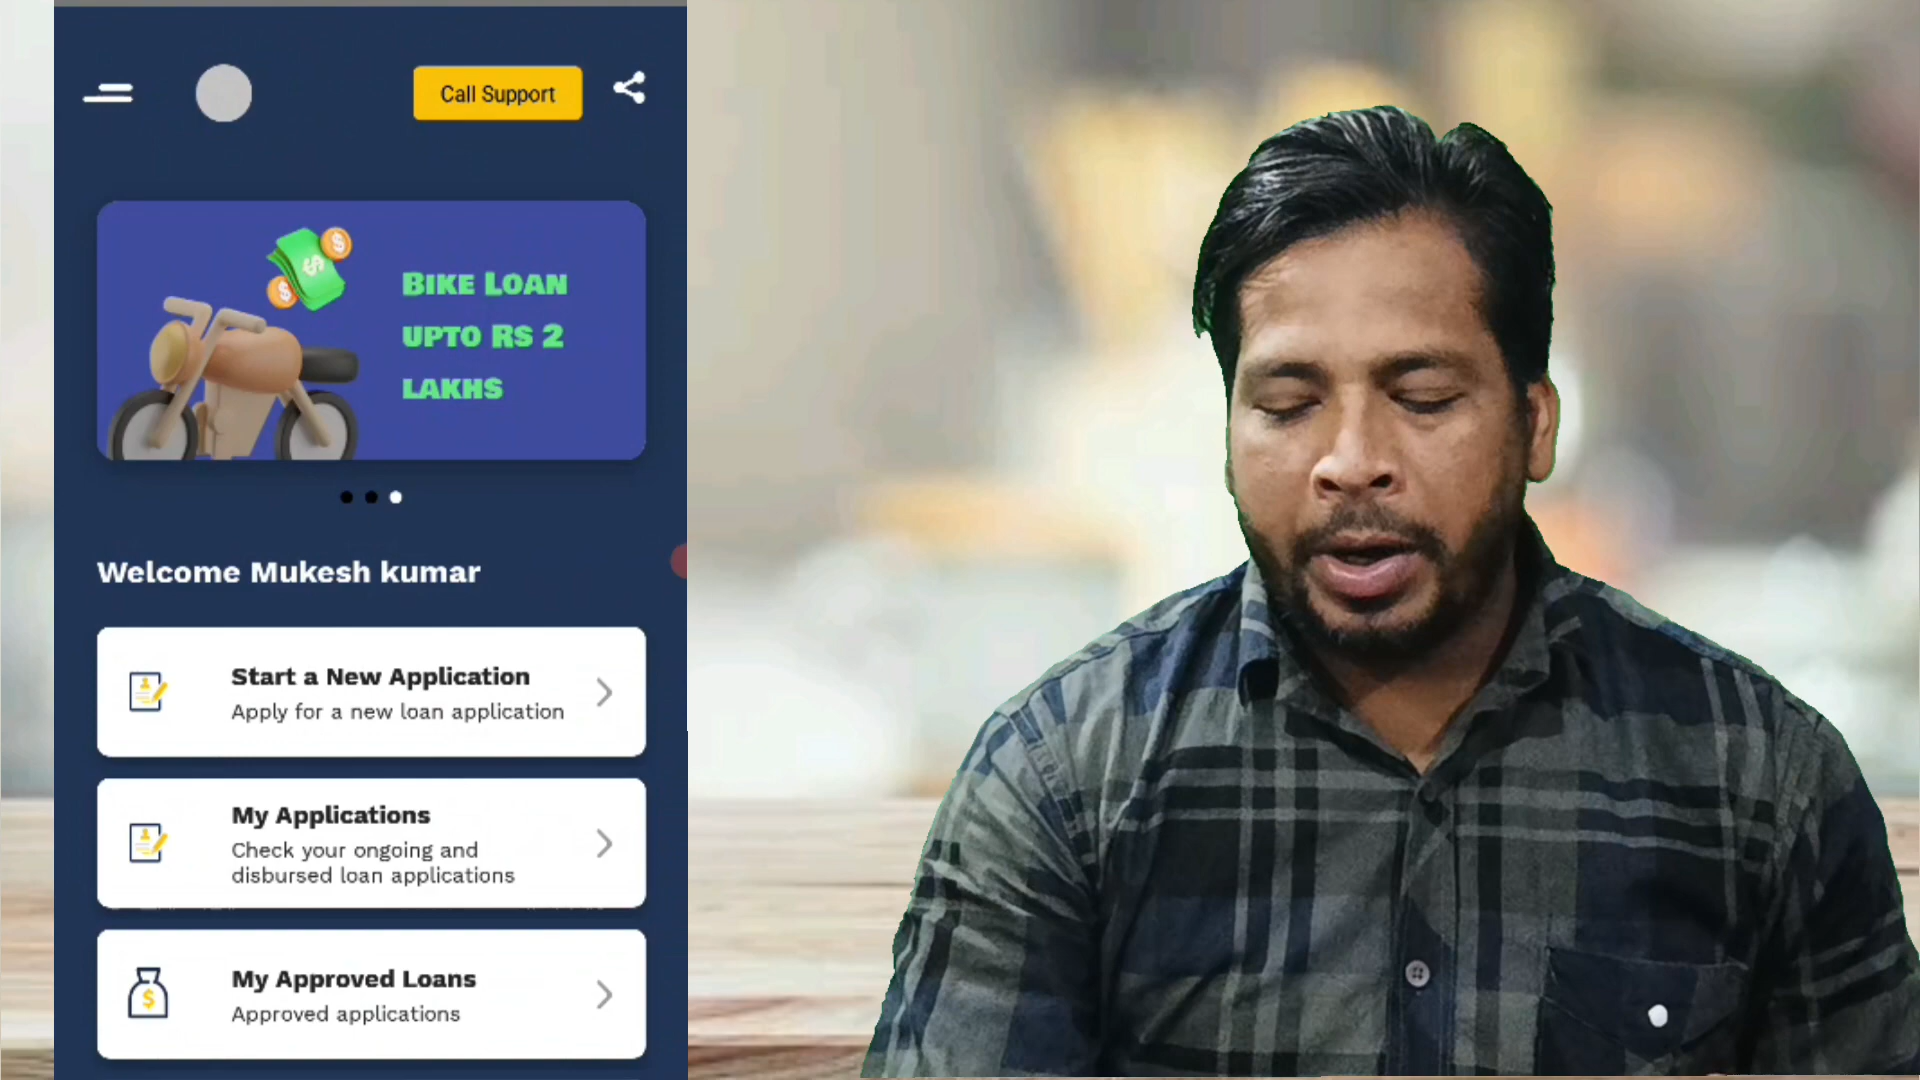 Call Support
BIKE LOAN
UPTO RS 2
LAKHS
Welcome Mukesh kumar
Start a New Application
Apply for a new loan application
My Applications
Check your ongoing and
disbursed loan applications
My Approved Loans
Approved applications